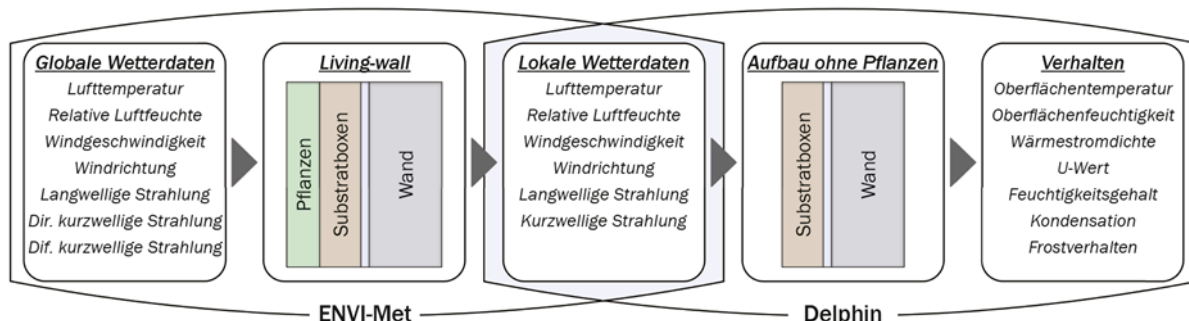 Globale Wetterdaten
Lufttemperatur
Relative Luftfeuchte
Windgeschwindigkeit
Windrichtung
Langwellige Strahlung
Dir. kurzwellige Strahlung
Dif. kurzwellige Strahlung
Living-wall
Pflanzen
Substratboxen
Wand
Lokale Wetterdaten
Lufttemperatur
Relative Luftfeuchte
Windgeschwindigkeit
Windrichtung
Langwellige Strahlung
Kurzwellige Strahlung
Aufbau ohne Pflanzen
Substratboxen
Wand
Verhalten
Oberflächentemperatur
Oberflächenfeuchtigkeit
Wärmestromdichte
U-Wert
Feuchtigkeitsgehalt
Kondensation
Frostverhalten
ENVI-Met
Delphin